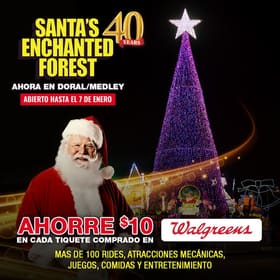 SANTA'S
ENCHANTED
FOREST
40
YEARS
AHORA EN DORAL/MEDLEY
ABIERTO HASTA EL 7 DE ENERO
AHORRE $10
EN CADA TIQUETE COMPRADO EN
Walgreens
MAS DE 100 RIDES, ATRACCIONES MECÁNICAS,
JUEGOS, COMIDAS Y ENTRETENIMIENTO